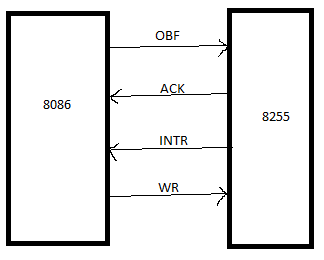 OBF
ACK
8086
8255
INTR
WR